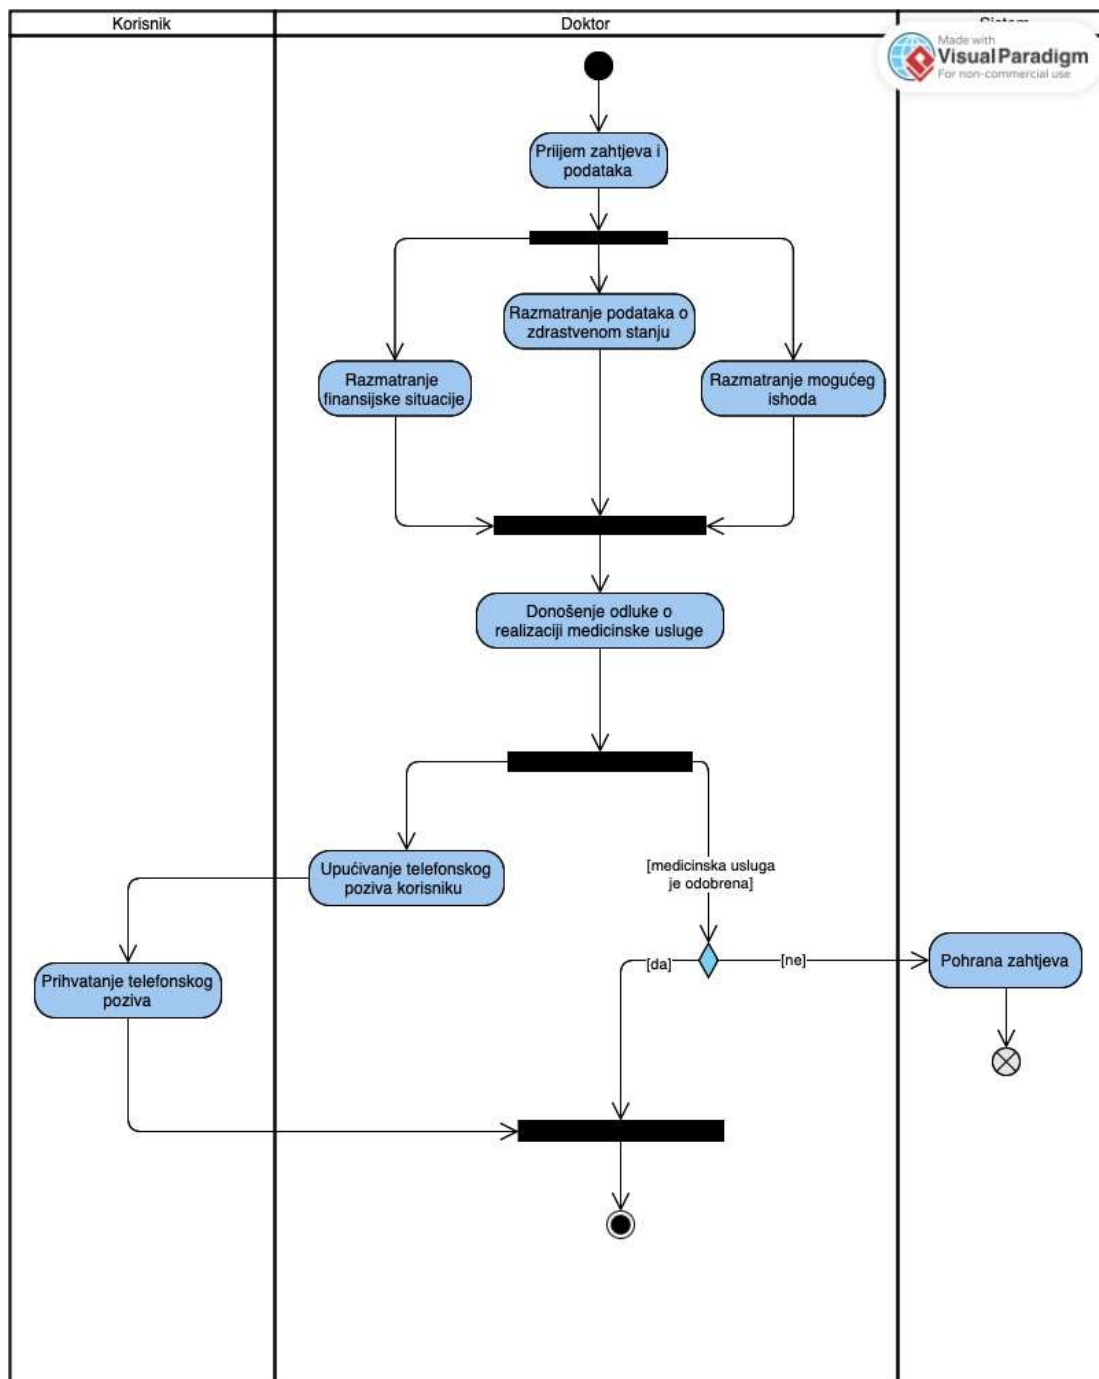 Korisnik
Doktor
Made with
Visual Paradigm
For non-commercial use
Priijem zahtjeva i
podataka
Razmatranje podataka o
zdrastvenom stanju
Razmatranje
finansijske situacije
Razmatranje mogućeg
ishoda
Donošenje odluke o
realizaciji medicinske usluge
Upućivanje telefonskog
poziva korisniku
[medicinska usluga
je odobrena]
Prihvatanje telefonskog
poziva
[da]
[ne]
Pohrana zahtjeva